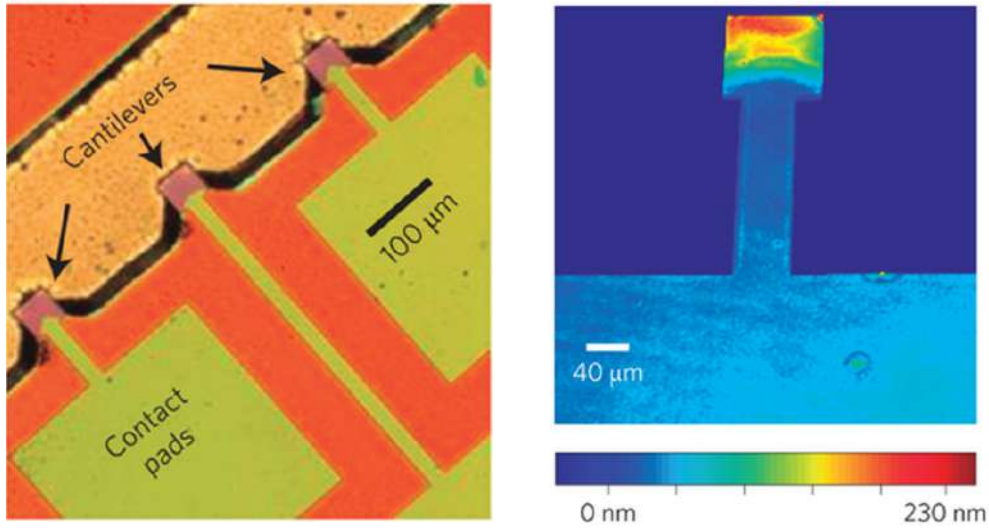 Cantilevers
100 μm
Contact
pads
40 μm
0 nm
230 nm